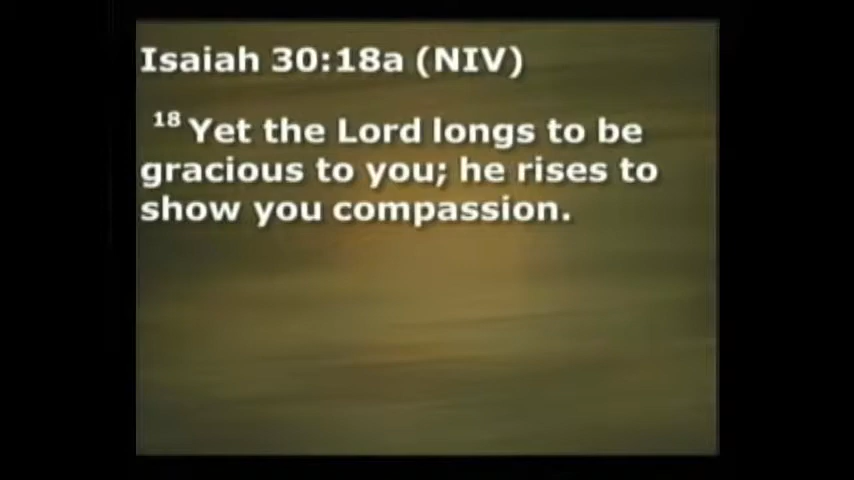 Isaiah 30:18a (NIV)
18 Yet the Lord longs to be
gracious to you; he rises to
show you compassion.